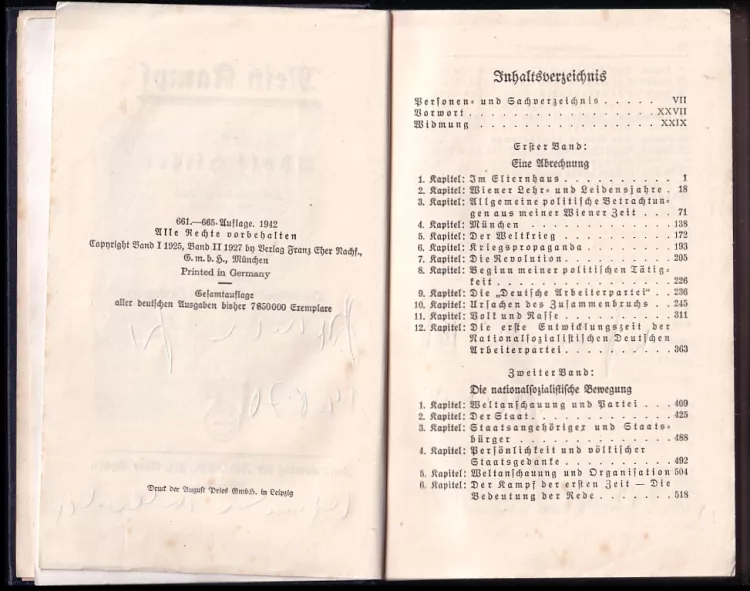 Mein Kampf
661.—665. Auflage. 1942
Alle Rechte vorbehalten
Copyright Band I 1925, Band II 1927 by Verlag Franz Eher Nachf.,
G. m. b. H., München
Printed in Germany
Gesamtauflage
aller deutschen Ausgaben bisher 7850000 Exemplare
Druck der August Pries GmbH. in Leipzig
Inhaltsverzeichnis
Personen- und Sachverzeichnis . . . . . VII
Vorwort . . . . . . . . . . . . . . . XXVII
Widmung . . . . . . . . . . . . . . XXIX
Erster Band:
Eine Abrechnung
1. Kapitel: Im Elternhaus . . . . . . . . . . 1
2. Kapitel: Wiener Lehr- und Leidensjahre . 18
3. Kapitel: Allgemeine politische Betrachtun-
gen aus meiner Wiener Zeit . . . 71
4. Kapitel: München . . . . . . . . . . . . 138
5. Kapitel: Der Weltkrieg . . . . . . . . . 172
6. Kapitel: Kriegspropaganda . . . . . . . 193
7. Kapitel: Die Revolution . . . . . . . . . 205
8. Kapitel: Beginn meiner politischen Tätig-
keit . . . . . . . . . . . . . . 226
9. Kapitel: Die „Deutsche Arbeiterpartei“ . . 236
10. Kapitel: Ursachen des Zusammenbruchs . . 245
11. Kapitel: Volk und Rasse . . . . . . . . . 311
12. Kapitel: Die erste Entwicklungszeit der
Nationalsozialistischen Deutschen
Arbeiterpartei . . . . . . . . . 363
Zweiter Band:
Die nationalsozialistische Bewegung
1. Kapitel: Weltanschauung und Partei . . . 409
2. Kapitel: Der Staat . . . . . . . . . . . . 425
3. Kapitel: Staatsangehöriger und Staats-
bürger . . . . . . . . . . . . . 488
4. Kapitel: Persönlichkeit und völkischer
Staatsgedanke . . . . . . . . . 492
5. Kapitel: Weltanschauung und Organisation 504
6. Kapitel: Der Kampf der ersten Zeit — Die
Bedeutung der Rede . . . . . . . 518